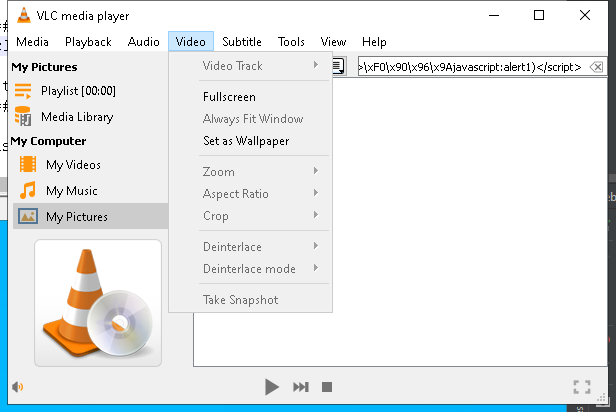 VLC media player
Media Playback Audio Video Subtitle Tools View Help
My Pictures
Playlist [00:00]
Media Library
My Computer
My Videos
My Music
My Pictures
Video Track
Fullscreen
Always Fit Window
Set as Wallpaper
Zoom
Aspect Ratio
Crop
Deinterlace
Deinterlace mode
Take Snapshot
>\xF0\x90\x96\x9Ajavascript:alert1)</script>